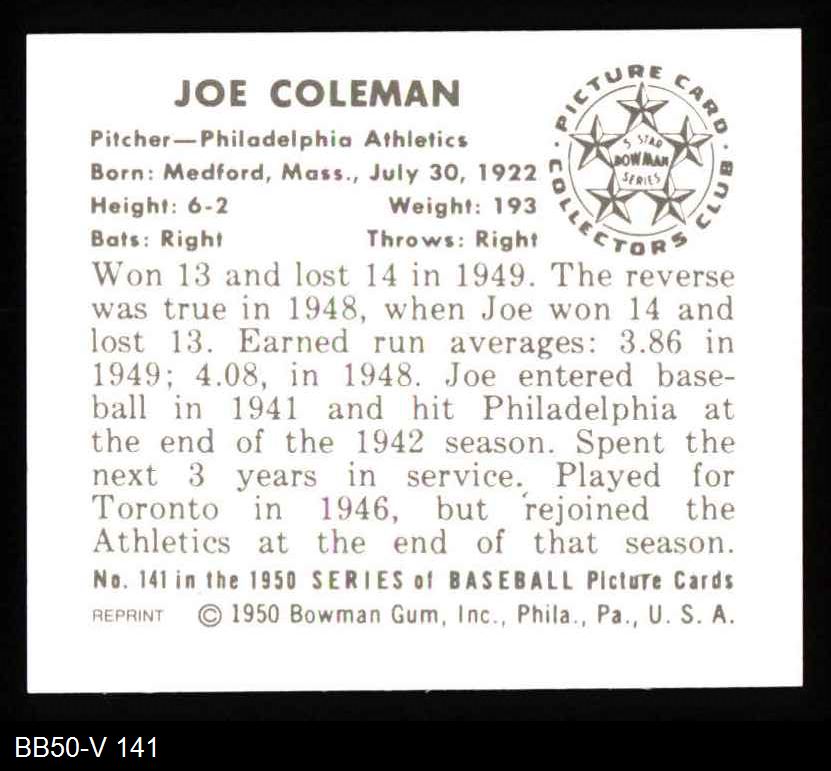 JOE COLEMAN
Pitcher—Philadelphia Athletics
Born: Medford, Mass., July 30, 1922
Height: 6-2 Weight: 193
Bats: Right Throws: Right
PICTURE CARD
COLLECTORS CLUB
5 STAR
BOWMAN
SERIES
Won 13 and lost 14 in 1949. The reverse
was true in 1948, when Joe won 14 and
lost 13. Earned run averages: 3.86 in
1949; 4.08, in 1948. Joe entered base-
ball in 1941 and hit Philadelphia at
the end of the 1942 season. Spent the
next 3 years in service. Played for
Toronto in 1946, but rejoined the
Athletics at the end of that season.
No. 141 in the 1950 SERIES of BASEBALL Picture Cards
REPRINT © 1950 Bowman Gum, Inc., Phila., Pa., U. S. A.
BB50-V 141